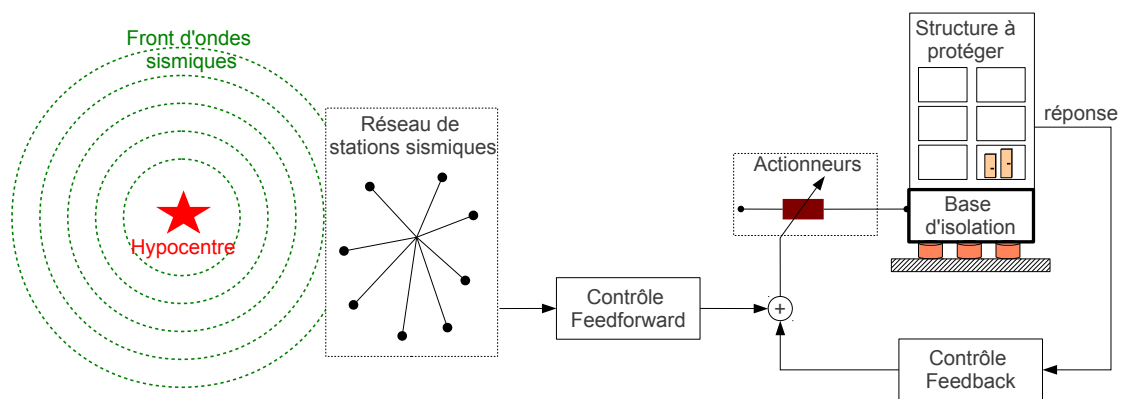 Front d'ondes
sismiques
Hypocentre
Réseau de
stations sismiques
Contrôle
Feedforward
Actionneurs
+
Structure à
protéger
réponse
Base
d'isolation
Contrôle
Feedback